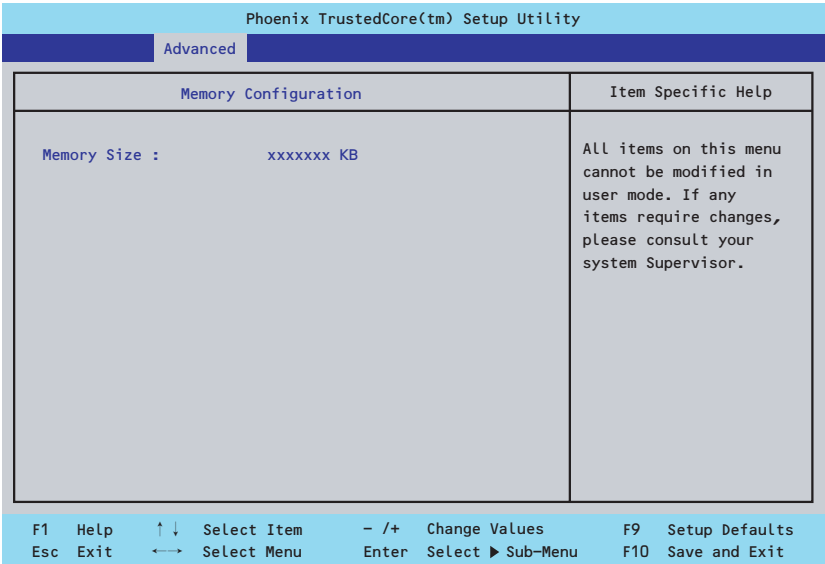 Phoenix TrustedCore(tm) Setup Utility
Advanced
Memory Configuration
Memory Size : xxxxxxx KB
Item Specific Help
All items on this menu
cannot be modified in
user mode. If any
items require changes,
please consult your
system Supervisor.
F1 Help ↑↓ Select Item – /+ Change Values F9 Setup Defaults
Esc Exit ←→ Select Menu Enter Select ▶ Sub–Menu F10 Save and Exit